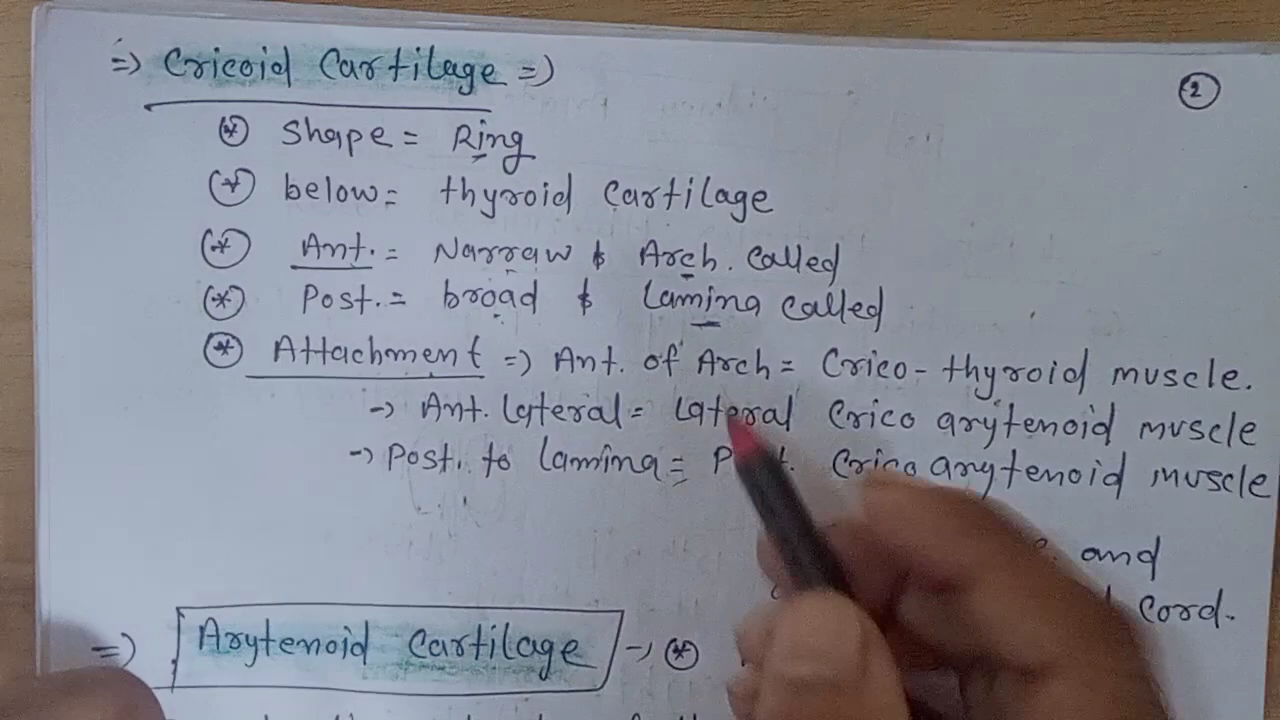 => Cricoid Cartilage =>
2
* Shape = Ring
* below = thyroid Cartilage
* Ant. = Narraw & Arch. Called
* Post. = broad & Lamina Called
* Attachment => Ant. of Arch = Crico-thyroid muscle.
-> Ant. lateral = Lateral Crico arytenoid muscle
-> Post. to lamina = Crico arytenoid muscle
and
Cord.
=> Arytenoid Cartilage -> *